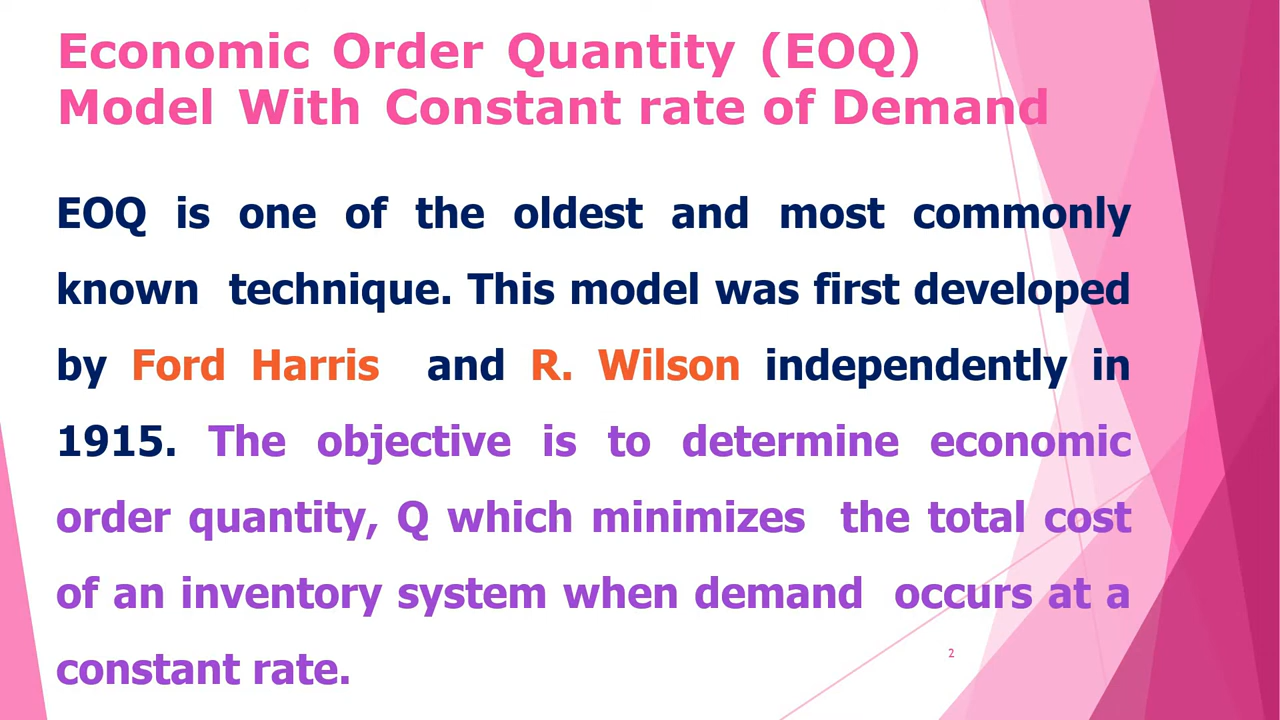 Economic Order Quantity (EOQ)
Model With Constant rate of Demand
EOQ is one of the oldest and most commonly
known technique. This model was first developed
by Ford Harris and R. Wilson independently in
1915. The objective is to determine economic
order quantity, Q which minimizes the total cost
of an inventory system when demand occurs at a
constant rate.
2